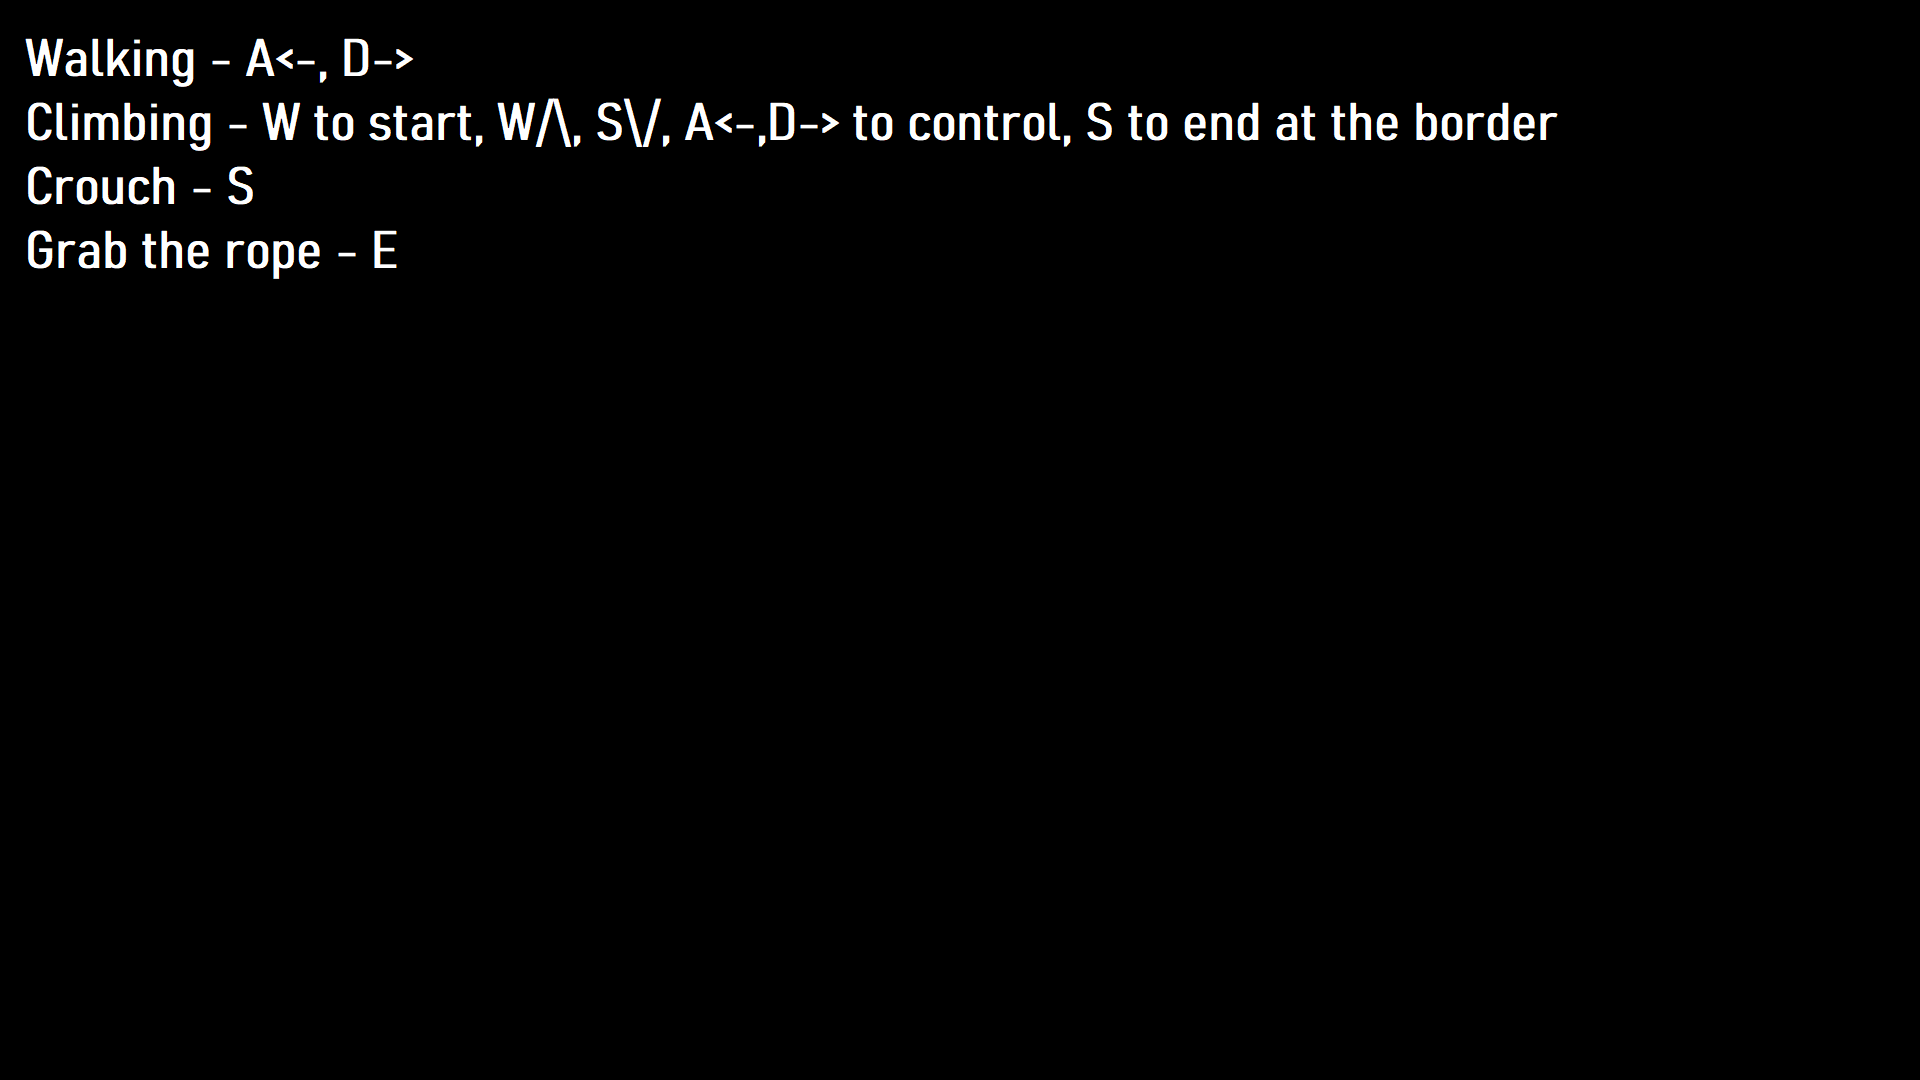 Walking - A<-, D->
Climbing - W to start, W/\, S\/, A<-,D-> to control, S to end at the border
Crouch - S
Grab the rope - E